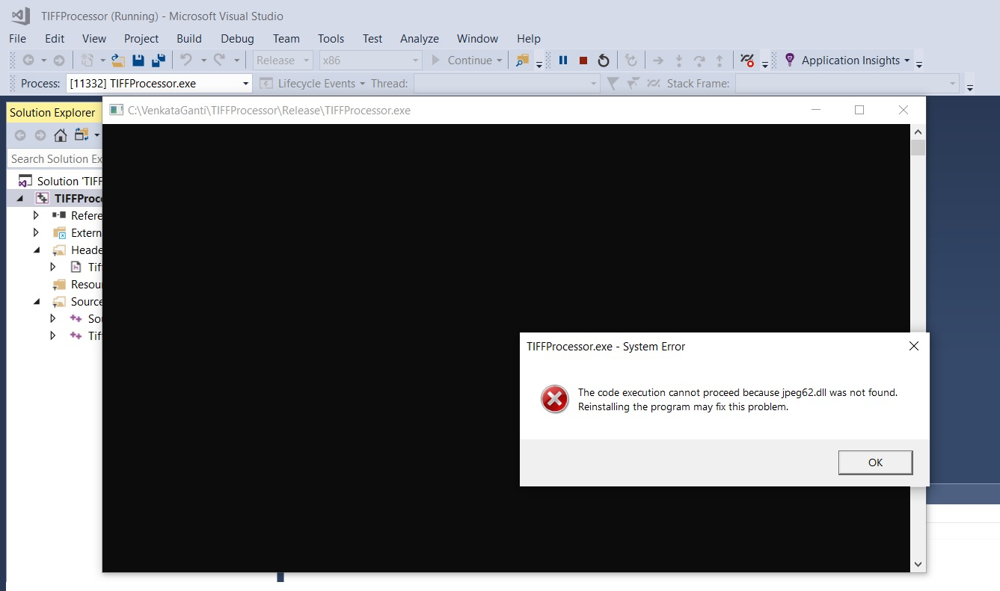 TIFFProcessor (Running) - Microsoft Visual Studio
File Edit View Project Build Debug Team Tools Test Analyze Window Help
Release x86 Continue Application Insights
Process: [11332] TIFFProcessor.exe Lifecycle Events Thread: Stack Frame:
Solution Explorer
C:\VenkataGanti\TIFFProcessor\Release\TIFFProcessor.exe
Search Solution Ex
Solution 'TIFF
TIFFProc
Refere
Extern
Heade
Tif
Resou
Source
Sou
Tif
TIFFProcessor.exe - System Error
The code execution cannot proceed because jpeg62.dll was not found.
Reinstalling the program may fix this problem.
OK